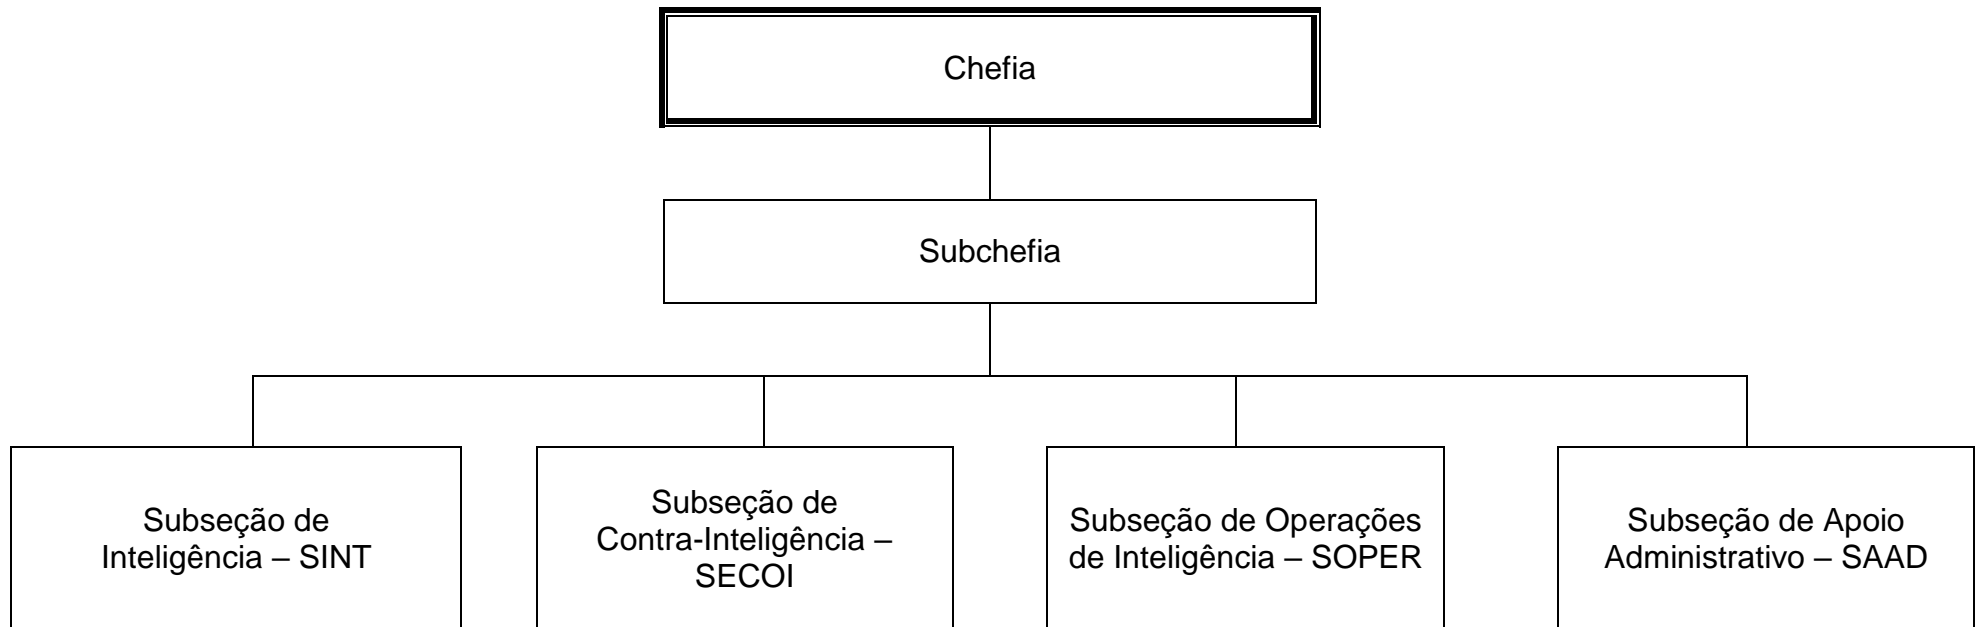 Chefia
Subchefia
Subseção de
Inteligência – SINT
Subseção de
Contra-Inteligência –
SECOI
Subseção de Operações
de Inteligência – SOPER
Subseção de Apoio
Administrativo – SAAD